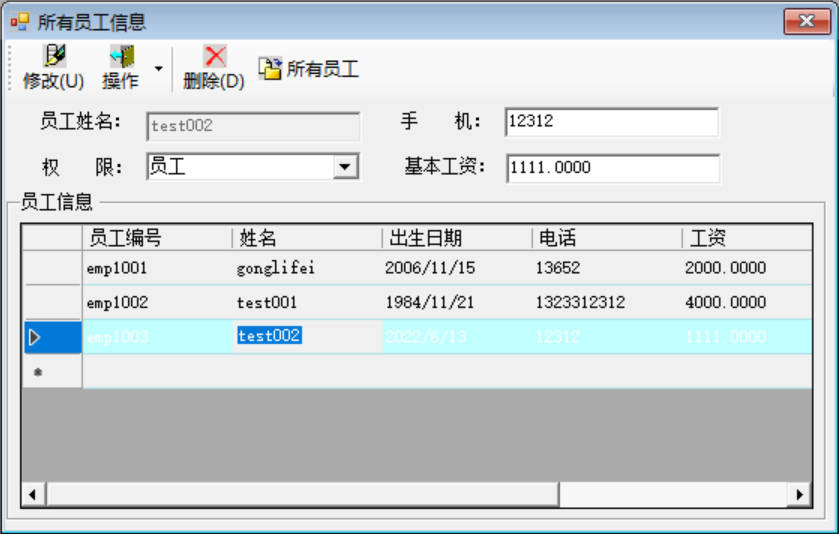 所有员工信息
修改(U) 操作 删除(D) 所有员工
员工姓名: test002 手 机: 12312
权 限: 员工 基本工资: 1111.0000
员工信息
员工编号 姓名 出生日期 电话 工资
emp1001 gonglifei 2006/11/15 13652 2000.0000
emp1002 test001 1984/11/21 1323312312 4000.0000
emp1003 test002 2022/6/13 12312 1111.0000